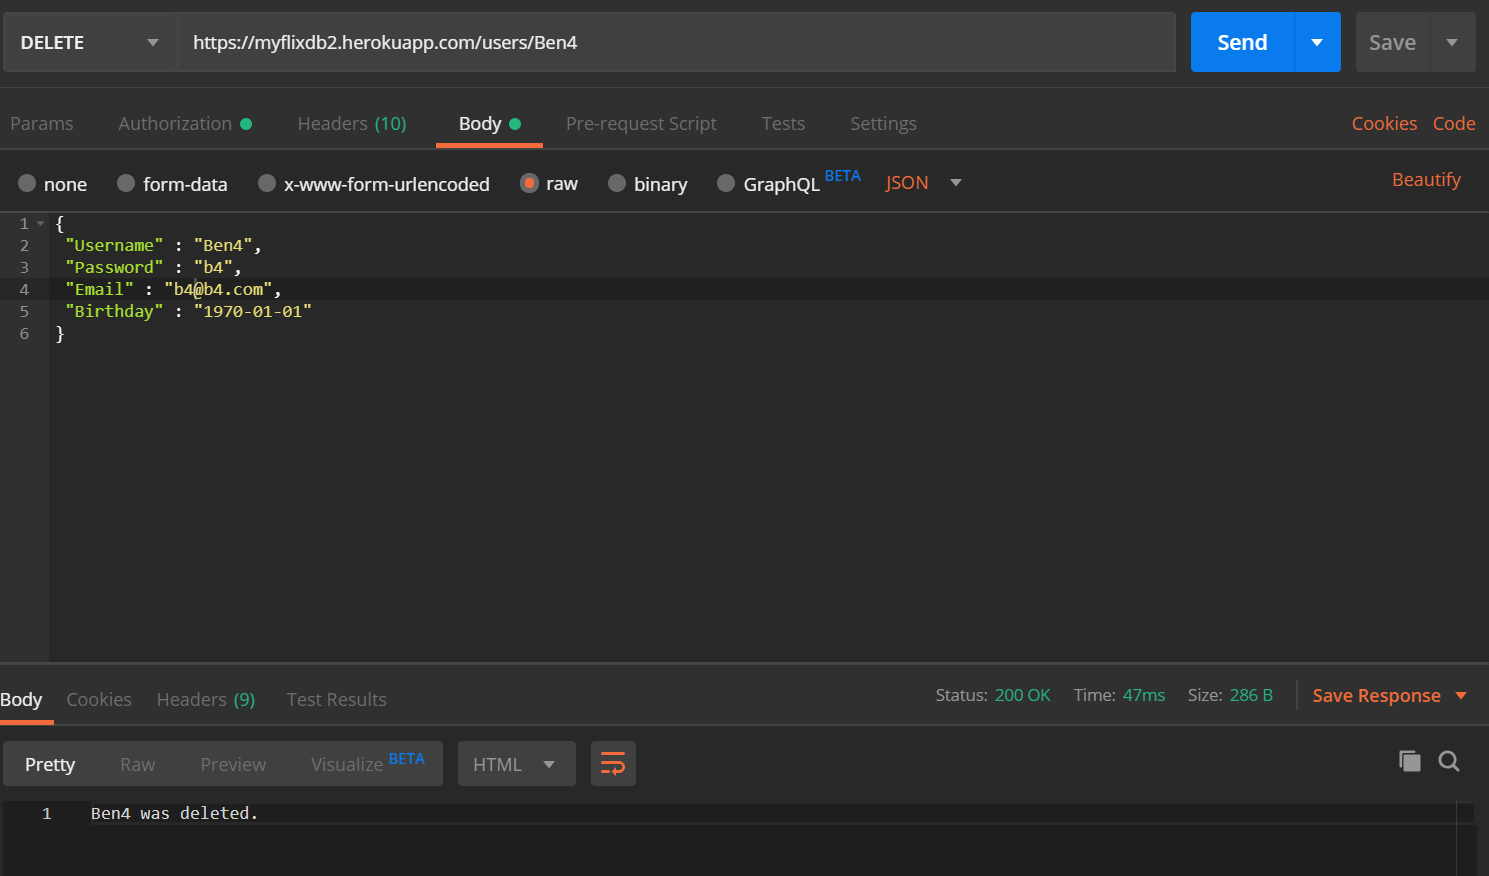 DELETE https://myflixdb2.herokuapp.com/users/Ben4 Send Save
Params Authorization Headers (10) Body Pre-request Script Tests Settings Cookies Code
none form-data x-www-form-urlencoded raw binary GraphQL BETA JSON Beautify
1 {
2 "Username" : "Ben4",
3 "Password" : "b4",
4 "Email" : "b4@b4.com",
5 "Birthday" : "1970-01-01"
6 }
Body Cookies Headers (9) Test Results Status: 200 OK Time: 47ms Size: 286 B Save Response
Pretty Raw Preview Visualize BETA HTML
1 Ben4 was deleted.